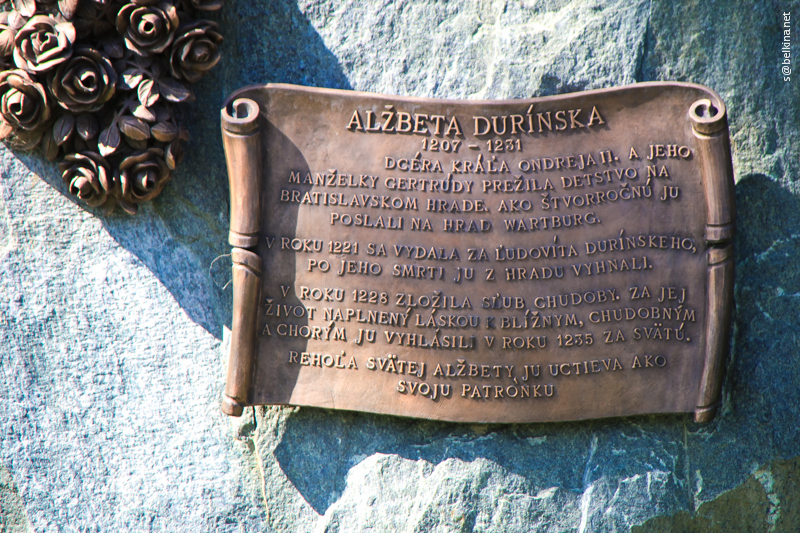 s@belkina.net
ALŽBETA DURÍNSKA
1207 – 1231
DCÉRA KRÁĽA ONDREJA II. A JEHO
MANŽELKY GERTRUDY PREŽILA DETSTVO NA
BRATISLAVSKOM HRADE. AKO ŠTVORROČNÚ JU
POSLALI NA HRAD WARTBURG.
V ROKU 1221 SA VYDALA ZA ĽUDOVÍTA DURÍNSKEHO,
PO JEHO SMRTI JU Z HRADU VYHNALI.
V ROKU 1228 ZLOŽILA SĽUB CHUDOBY. ZA JEJ
ŽIVOT NAPLNENÝ LÁSKOU K BLÍŽNYM, CHUDOBNÝM
A CHORÝM JU VYHLÁSILI V ROKU 1235 ZA SVÄTÚ.
REHOĽA SVÄTEJ ALŽBETY JU UCTIEVA AKO
SVOJU PATRÓNKU